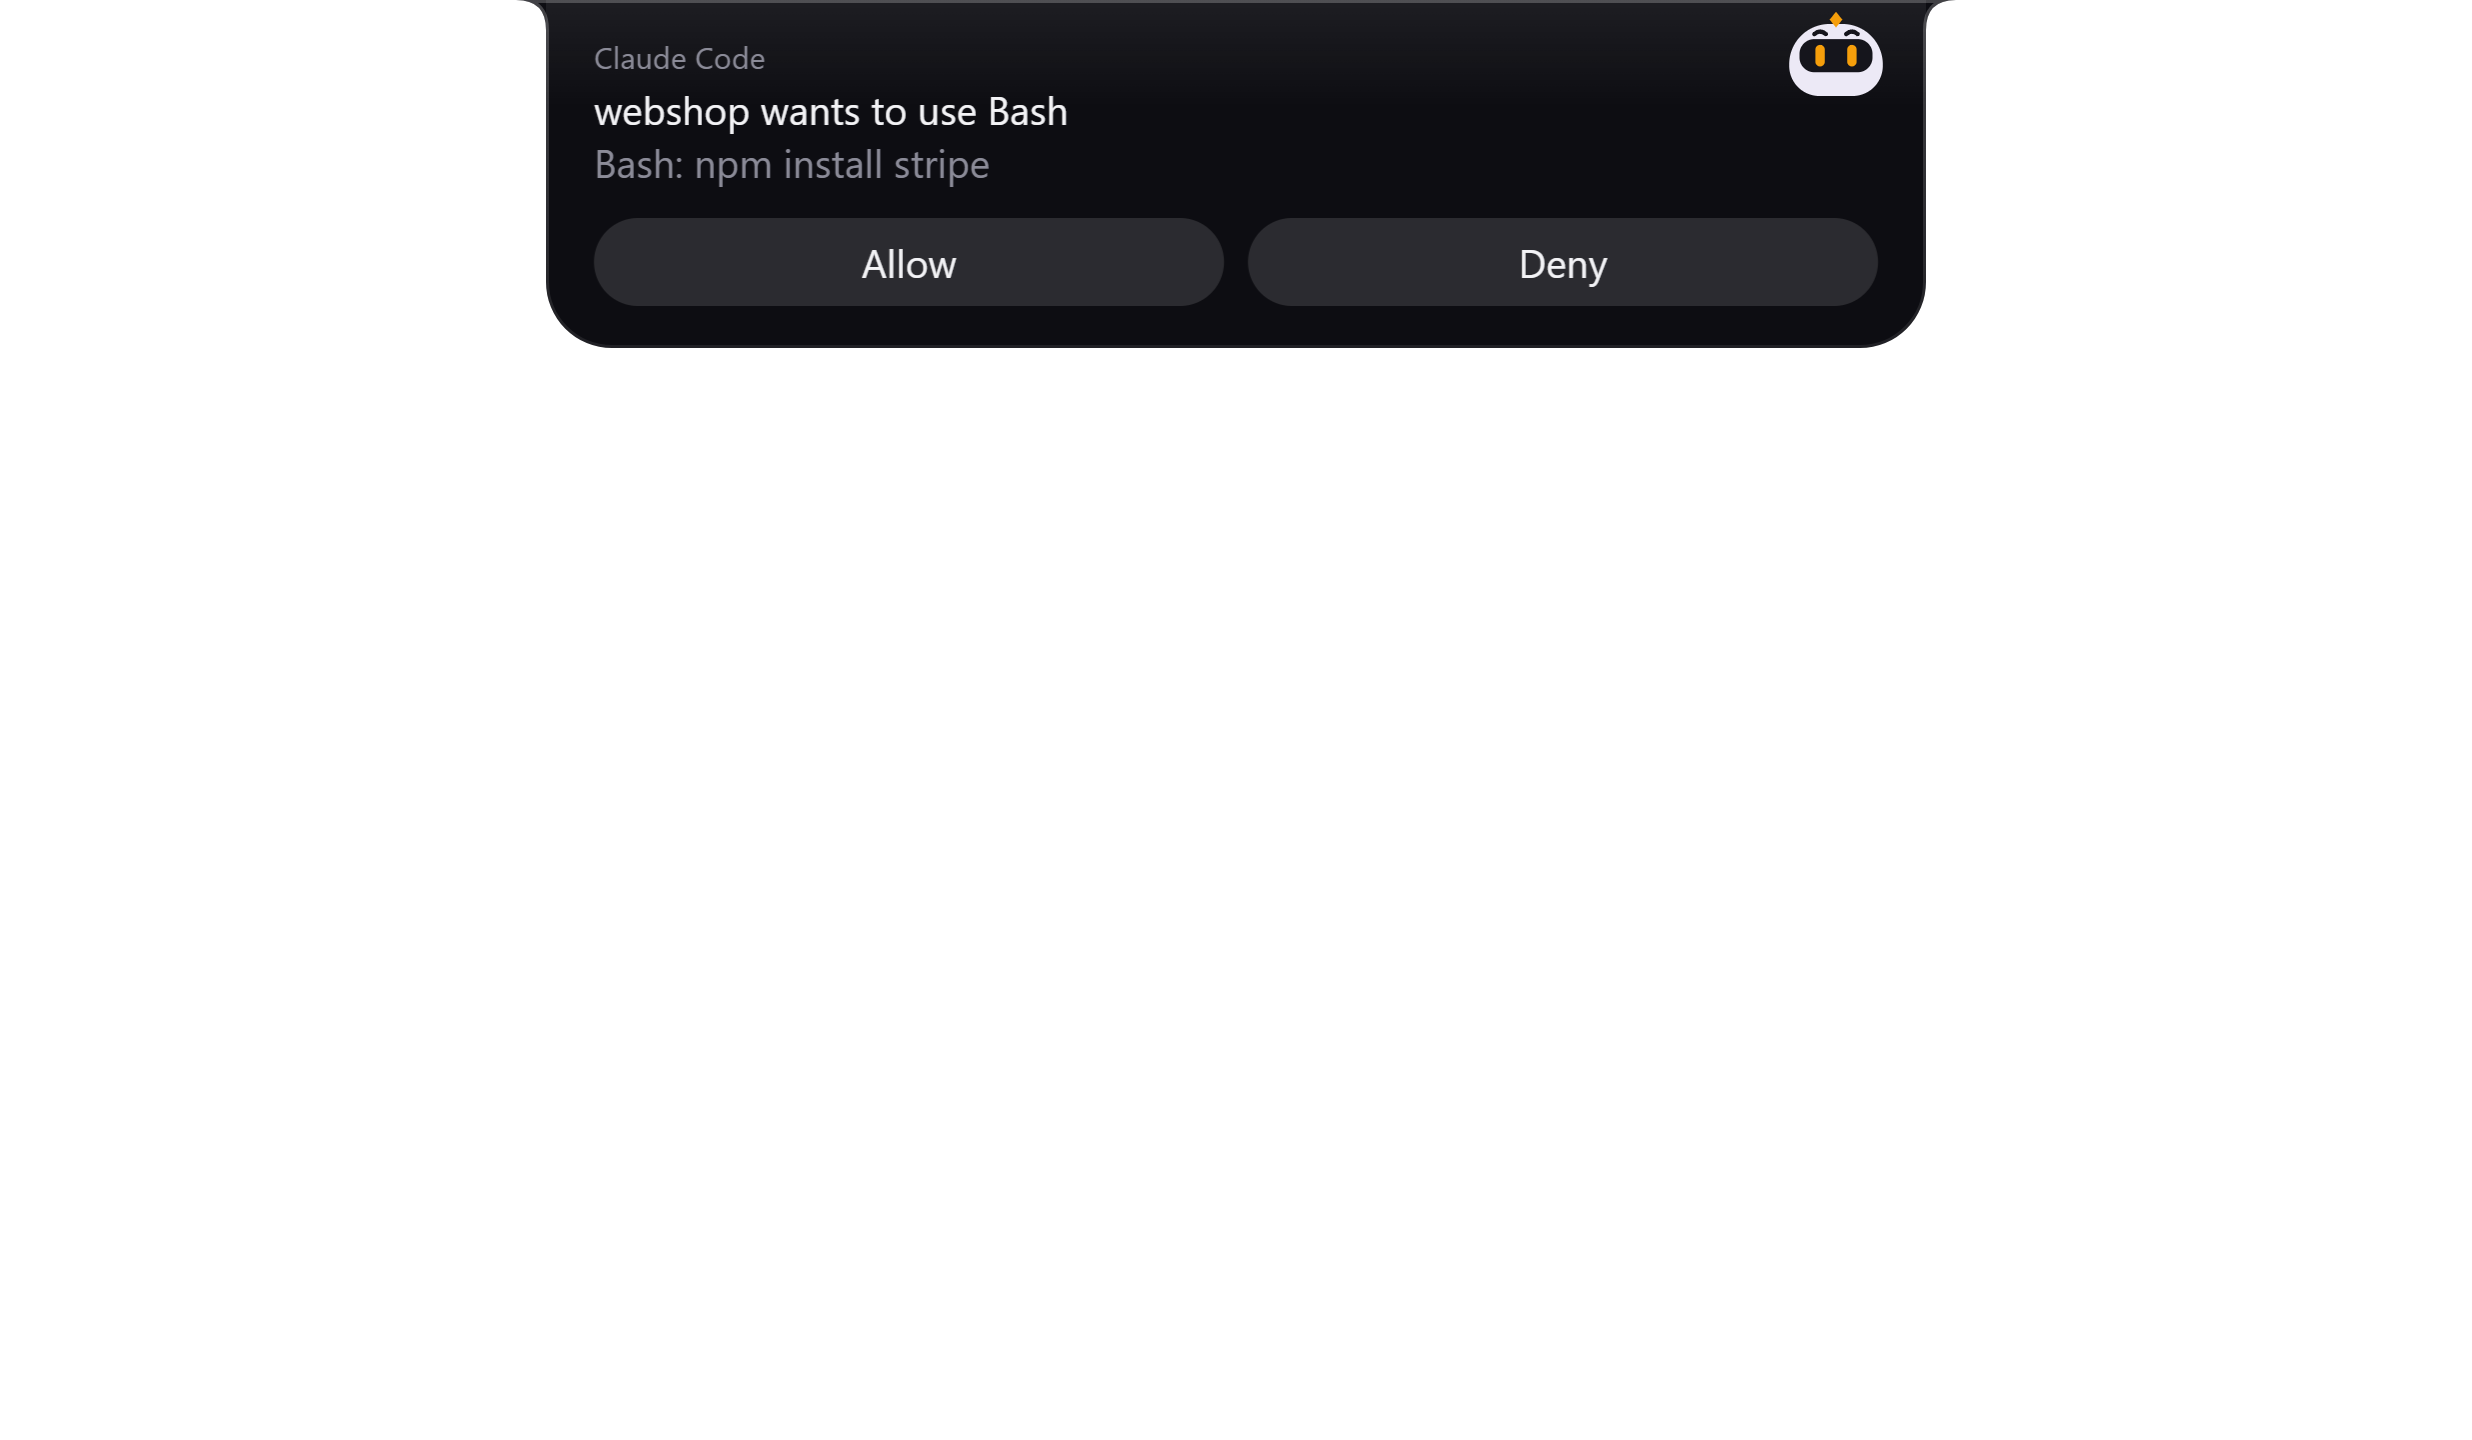 Claude Code
webshop wants to use Bash
Bash: npm install stripe
Allow
Deny